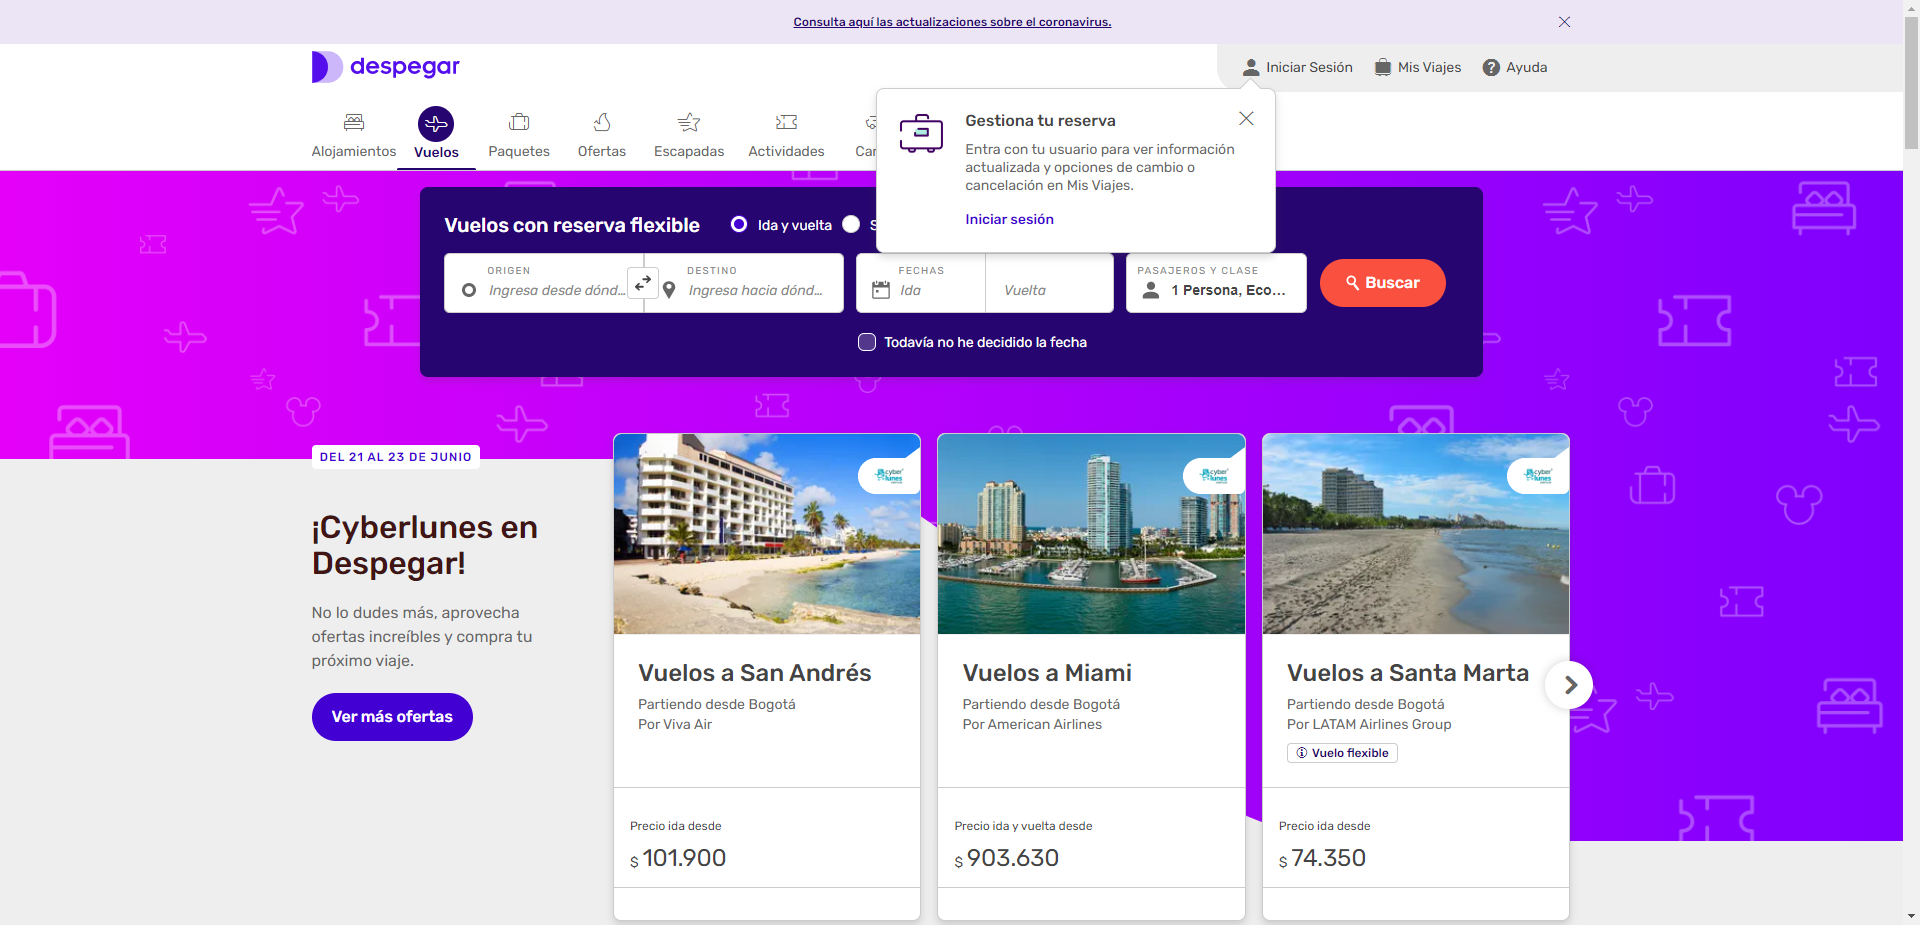 Consulta aquí las actualizaciones sobre el coronavirus.
despegar
Iniciar Sesión
Mis Viajes
Ayuda
Alojamientos
Vuelos
Paquetes
Ofertas
Escapadas
Actividades
Gestiona tu reserva
Entra con tu usuario para ver información
actualizada y opciones de cambio o
cancelación en Mis Viajes.
Iniciar sesión
Vuelos con reserva flexible
Ida y vuelta
ORIGEN
Ingresa desde dónd...
DESTINO
Ingresa hacia dónd...
FECHAS
Ida
Vuelta
PASAJEROS Y CLASE
1 Persona, Eco...
Buscar
Todavía no he decidido la fecha
DEL 21 AL 23 DE JUNIO
¡Cyberlunes en
Despegar!
No lo dudes más, aprovecha
ofertas increíbles y compra tu
próximo viaje.
Ver más ofertas
cyber
lunes
Vuelos a San Andrés
Partiendo desde Bogotá
Por Viva Air
Precio ida desde
$ 101.900
cyber
lunes
Vuelos a Miami
Partiendo desde Bogotá
Por American Airlines
Precio ida y vuelta desde
$ 903.630
cyber
lunes
Vuelos a Santa Marta
Partiendo desde Bogotá
Por LATAM Airlines Group
Vuelo flexible
Precio ida desde
$ 74.350